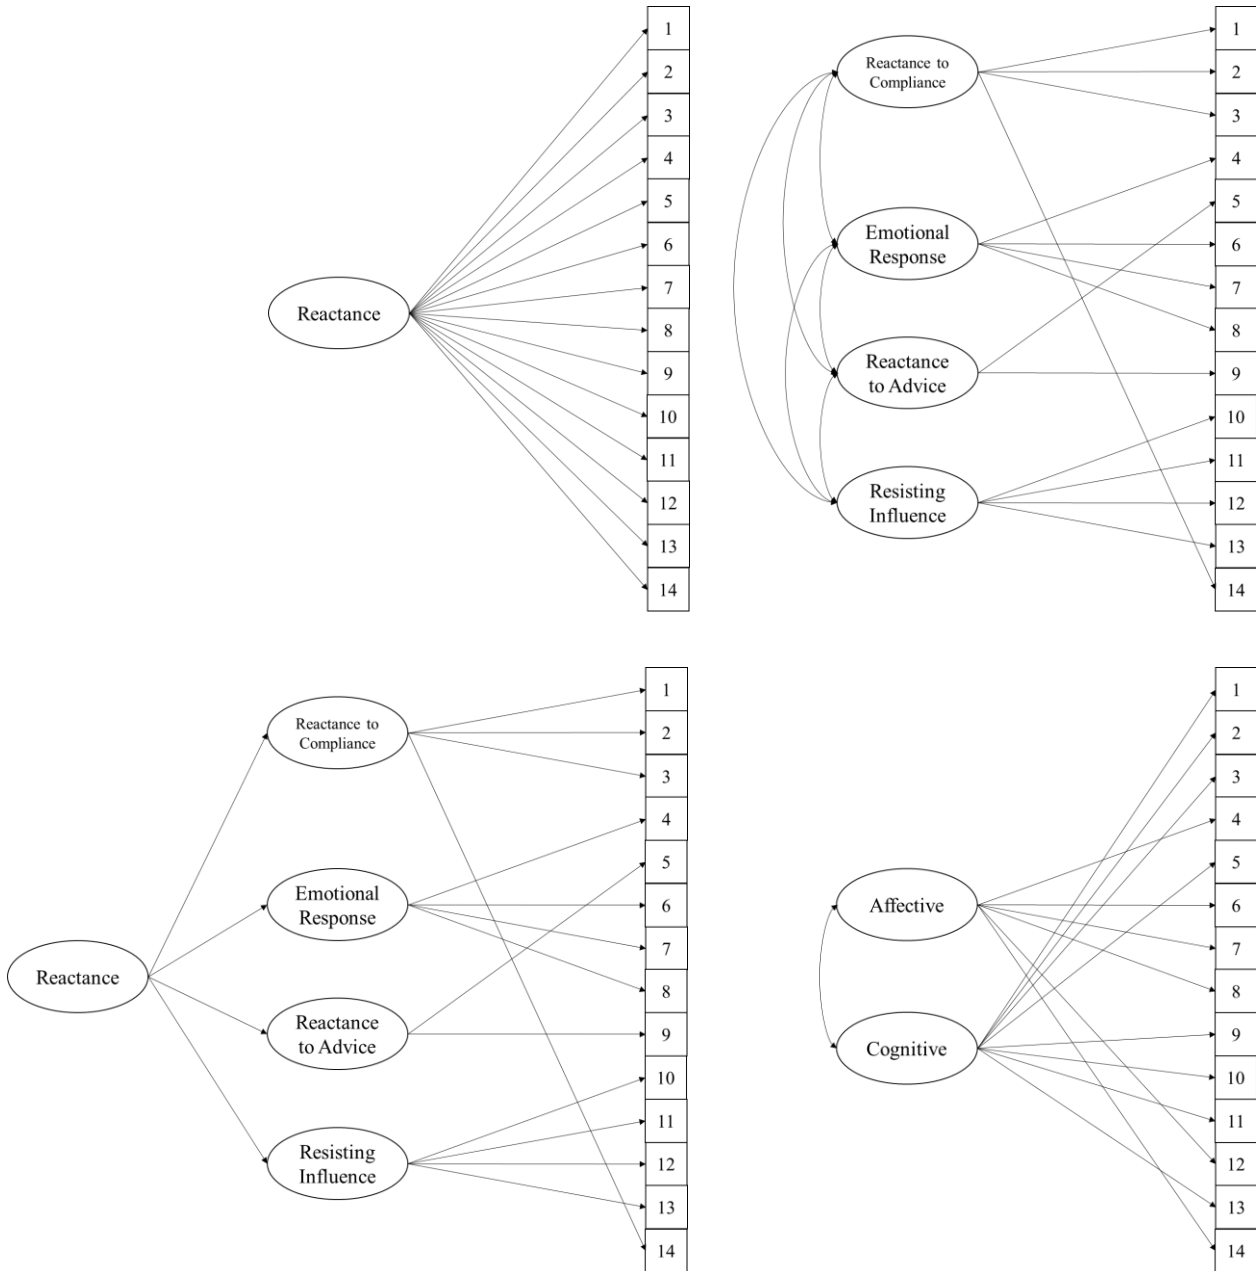 Reactance
1
2
3
4
5
6
7
8
9
10
11
12
13
14
Reactance to
Compliance
Emotional
Response
Reactance
to Advice
Resisting
Influence
1
2
3
4
5
6
7
8
9
10
11
12
13
14
Reactance
Reactance to
Compliance
Emotional
Response
Reactance
to Advice
Resisting
Influence
1
2
3
4
5
6
7
8
9
10
11
12
13
14
Affective
Cognitive
1
2
3
4
5
6
7
8
9
10
11
12
13
14